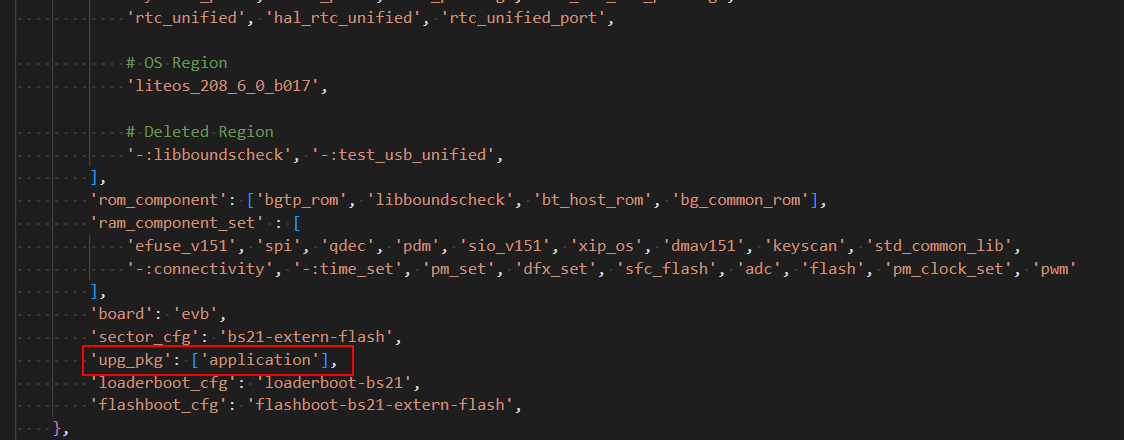 'rtc_unified', 'hal_rtc_unified', 'rtc_unified_port',
# OS Region
'liteos_208_6_0_b017',
# Deleted Region
'-:libboundscheck', '-:test_usb_unified',
],
'rom_component': ['bgtp_rom', 'libboundscheck', 'bt_host_rom', 'bg_common_rom'],
'ram_component_set' : [
'efuse_v151', 'spi', 'qdec', 'pdm', 'sio_v151', 'xip_os', 'dmav151', 'keyscan', 'std_common_lib',
'-:connectivity', '-:time_set', 'pm_set', 'dfx_set', 'sfc_flash', 'adc', 'flash', 'pm_clock_set', 'pwm'
],
'board': 'evb',
'sector_cfg': 'bs21-extern-flash',
'upg_pkg': ['application'],
'loaderboot_cfg': 'loaderboot-bs21',
'flashboot_cfg': 'flashboot-bs21-extern-flash',
},